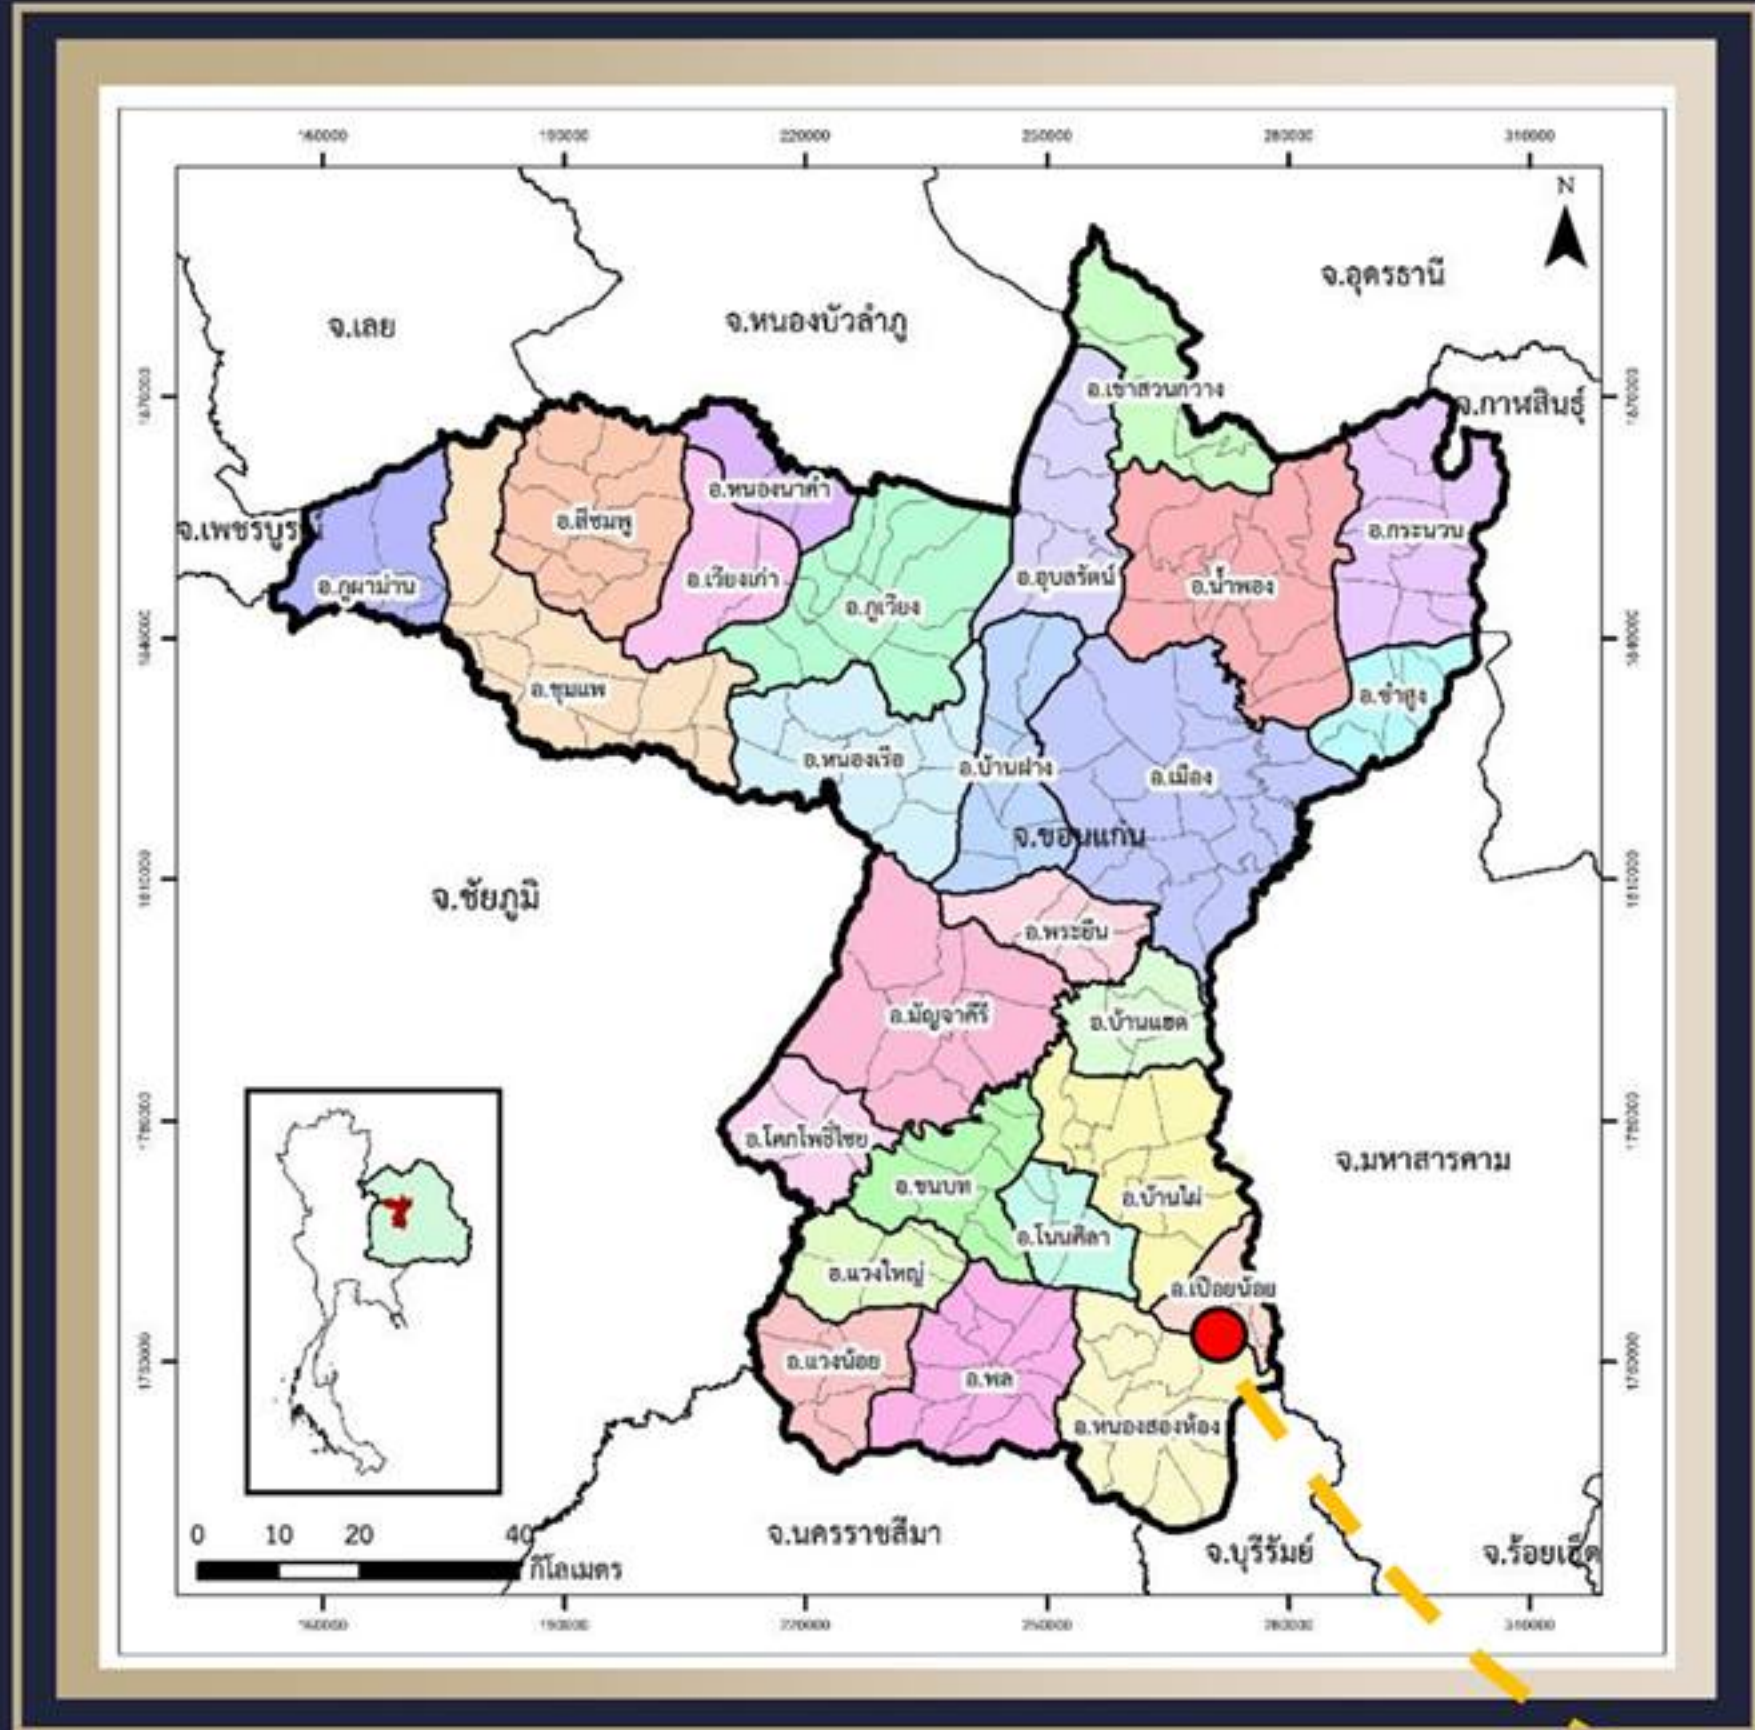 160000 190000 220000 250000 280000 310000
N
จ.อุดรธานี
จ.เลย
จ.หนองบัวลำภู
อ.เขาสวนกวาง
จ.กาฬสินธุ์
อ.หนองนาคำ
อ.สีชมพู
อ.กระนวน
จ.เพชรบูรณ์
อ.ภูผาม่าน
อ.เวียงเก่า
อ.อุบลรัตน์
อ.น้ำพอง
อ.ภูเวียง
อ.ชุมแพ
อ.ซำสูง
อ.หนองเรือ
อ.บ้านฝาง
อ.เมือง
จ.ขอนแก่น
จ.ชัยภูมิ
อ.พระยืน
อ.มัญจาคีรี
อ.บ้านแฮด
อ.โคกโพธิ์ไชย
จ.มหาสารคาม
อ.ชนบท
อ.บ้านไผ่
อ.โนนศิลา
อ.แวงใหญ่
อ.เปือยน้อย
อ.แวงน้อย
อ.พล
อ.หนองสองห้อง
จ.นครราชสีมา
จ.บุรีรัมย์
จ.ร้อยเอ็ด
0 10 20 40
กิโลเมตร
160000 190000 220000 250000 280000 310000